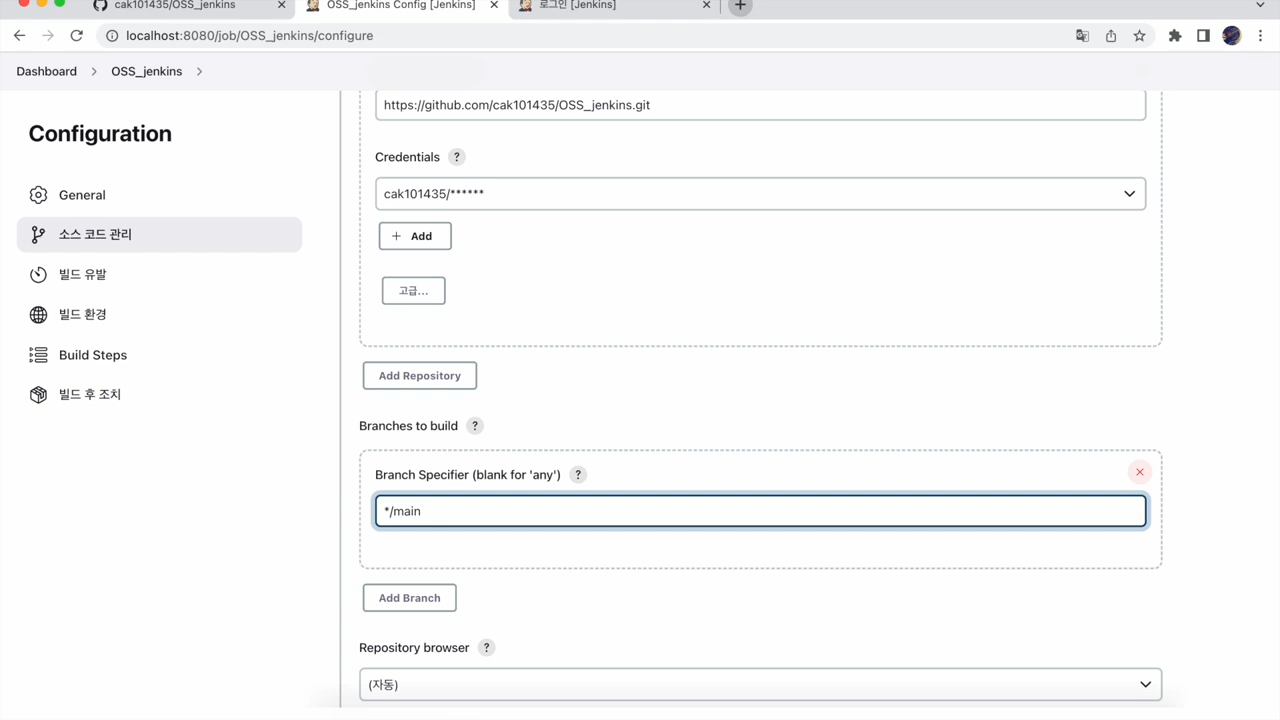 cak101435/OSS_jenkins
OSS_jenkins Config [Jenkins]
로그인 [Jenkins]
localhost:8080/job/OSS_jenkins/configure
Dashboard
OSS_jenkins
Configuration
General
소스 코드 관리
빌드 유발
빌드 환경
Build Steps
빌드 후 조치
https://github.com/cak101435/OSS_jenkins.git
Credentials ?
cak101435/******
+ Add
고급...
Add Repository
Branches to build ?
Branch Specifier (blank for 'any') ?
*/main
Add Branch
Repository browser ?
(자동)